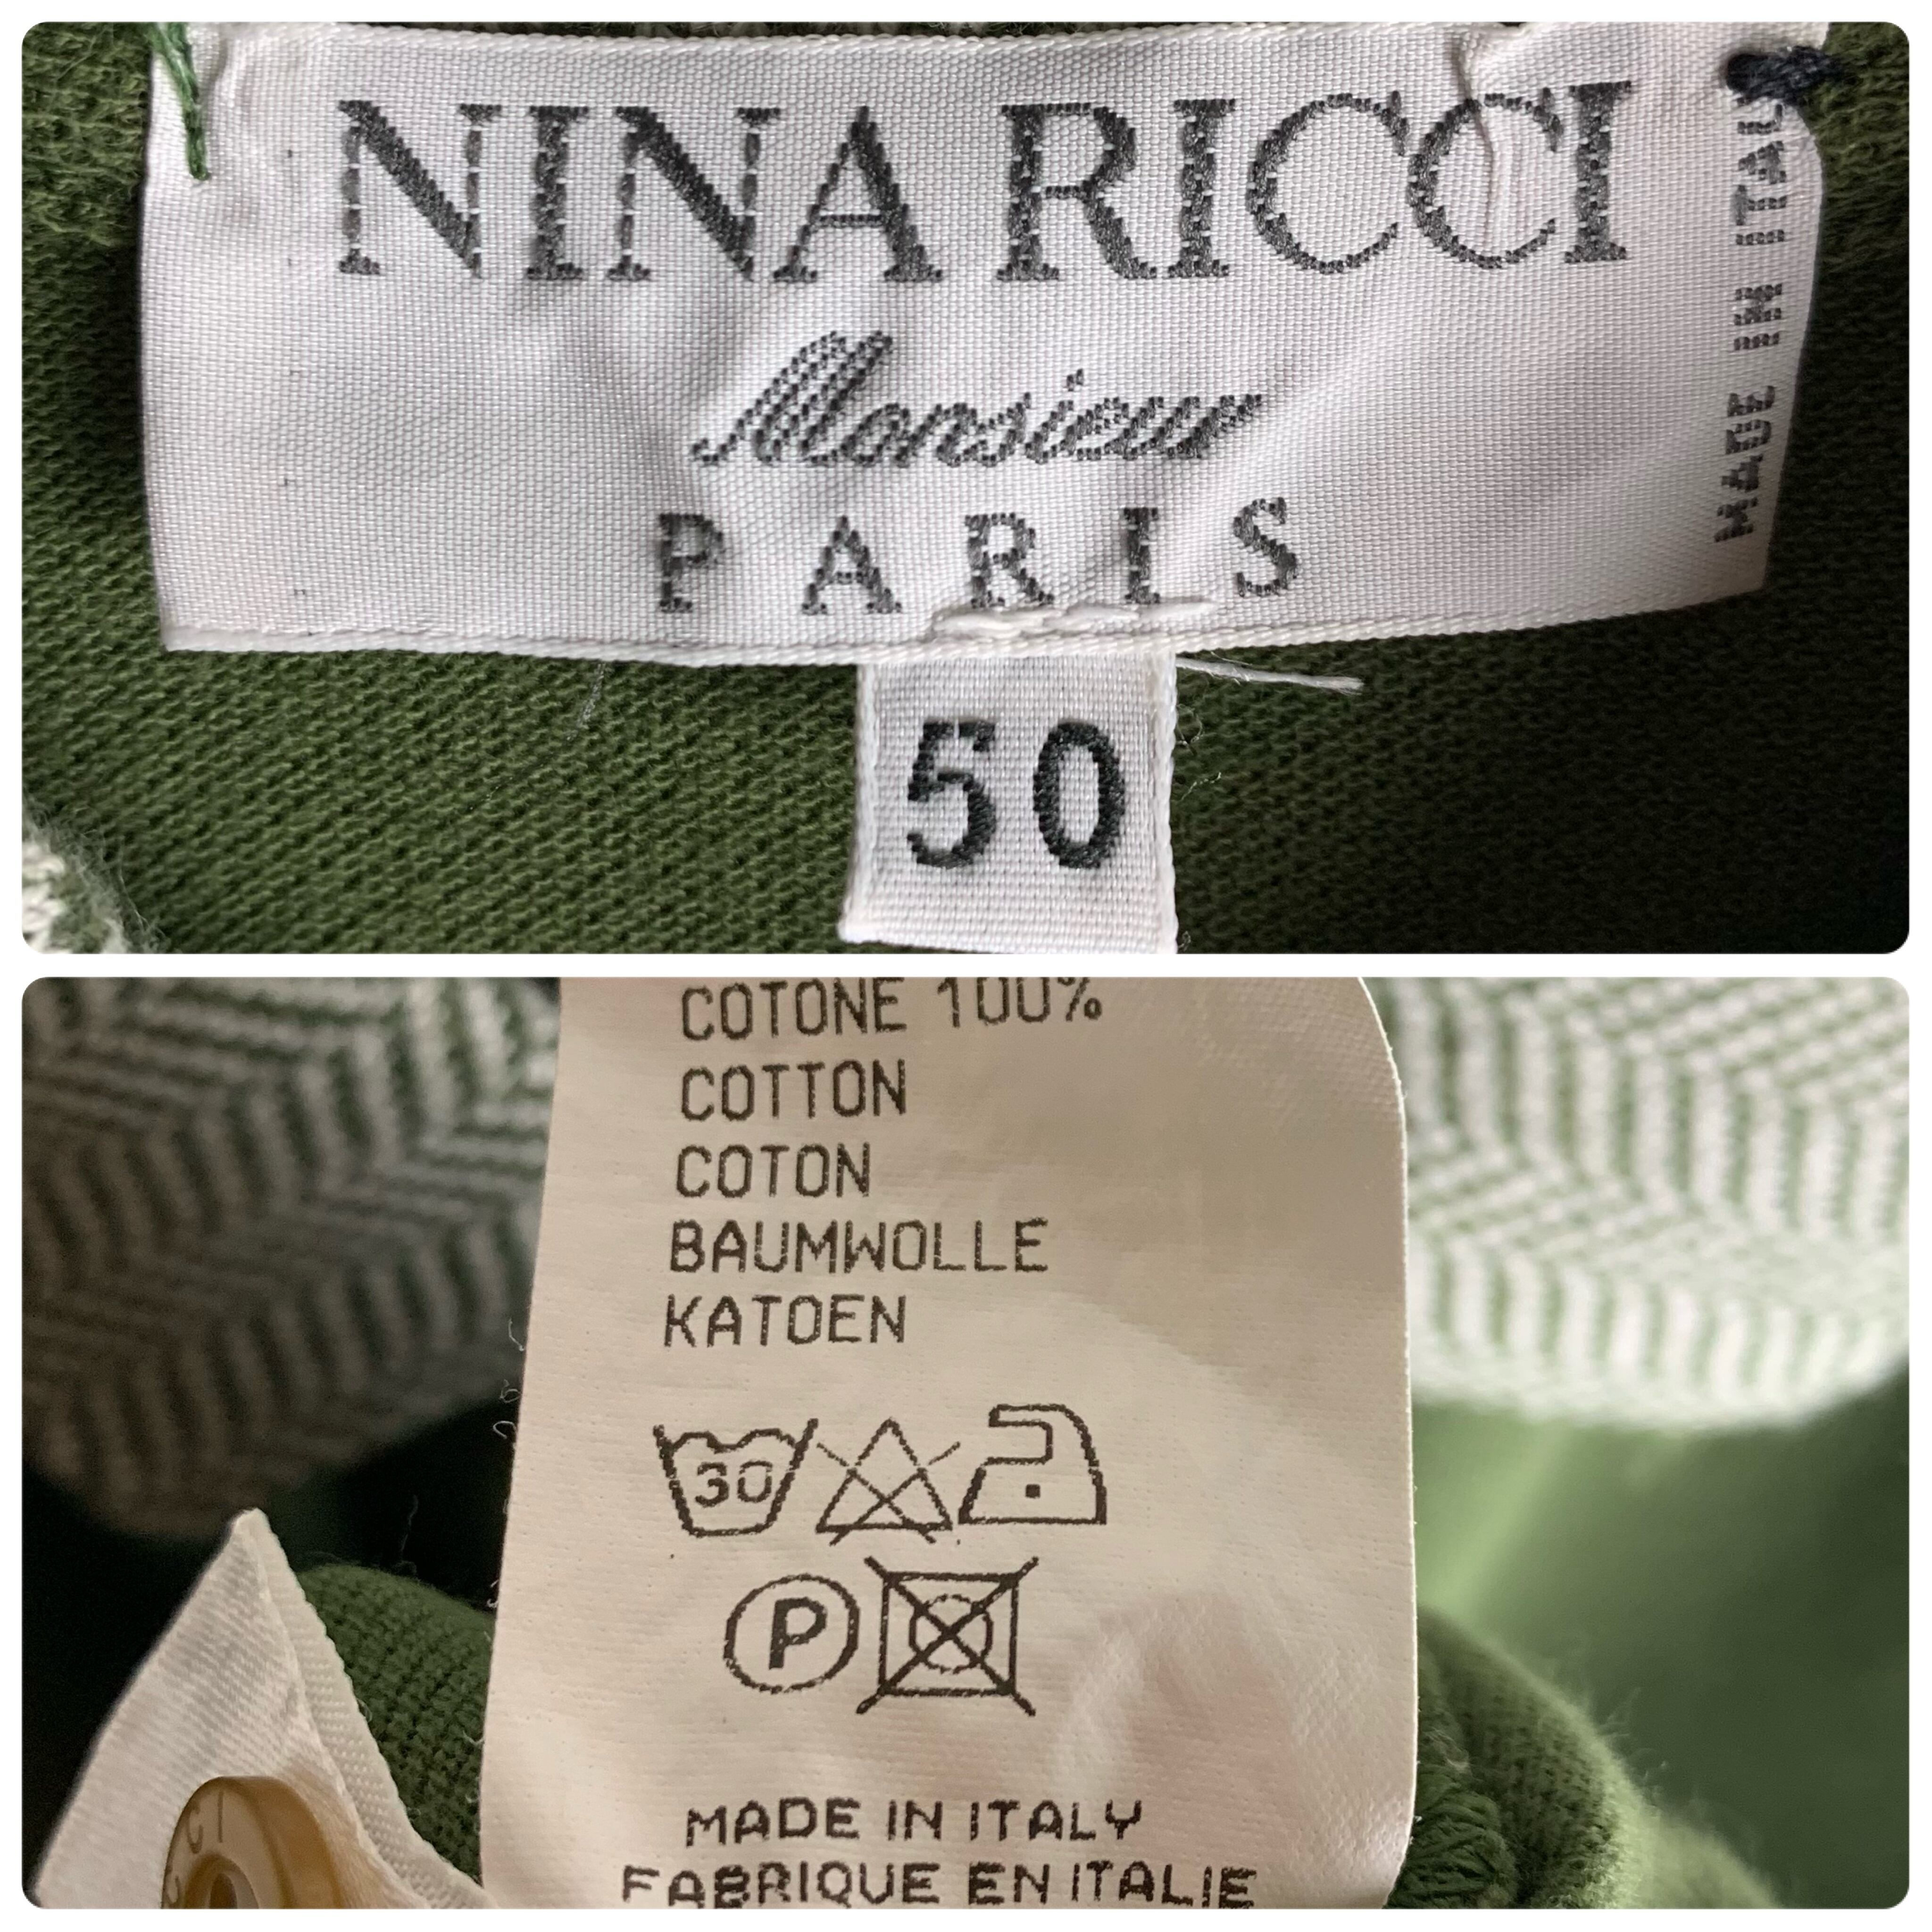 NINA RICCI
Monsieur
PARIS
MADE IN ITALY
50
COTONE 100%
COTTON
COTON
BAUMWOLLE
KATOEN
30
P
MADE IN ITALY
FABRIQUE EN ITALIE
CCI